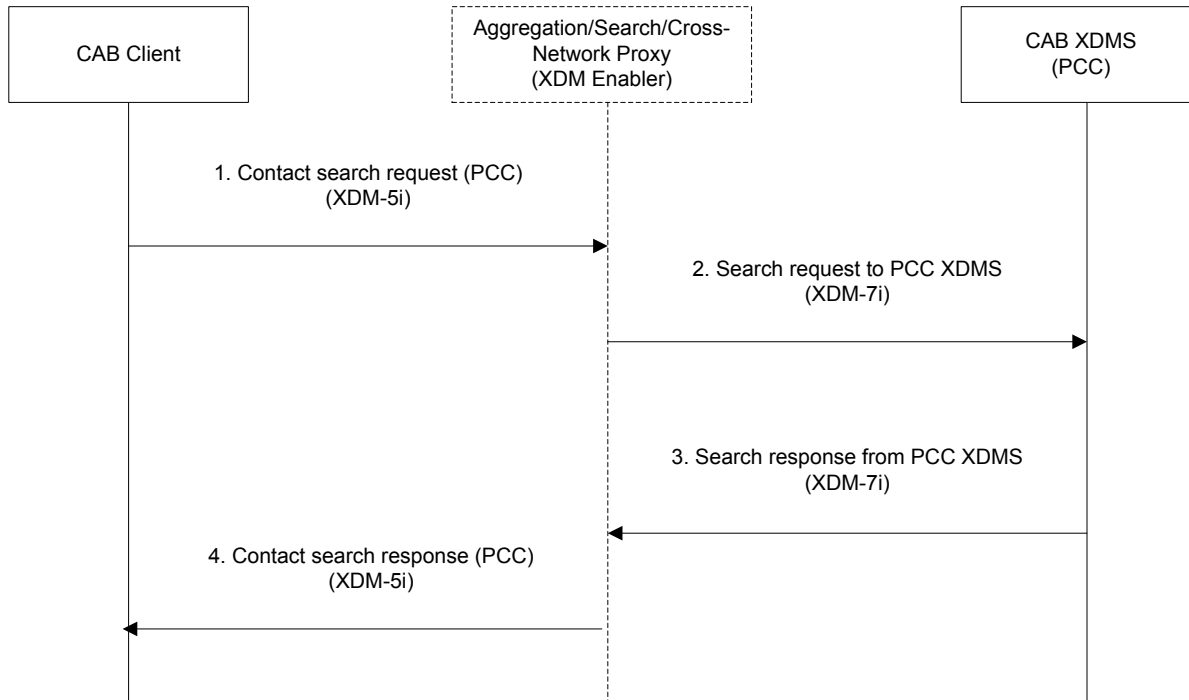 CAB Client
Aggregation/Search/Cross-
Network Proxy
(XDM Enabler)
CAB XDMS
(PCC)
1. Contact search request (PCC)
(XDM-5i)
2. Search request to PCC XDMS
(XDM-7i)
3. Search response from PCC XDMS
(XDM-7i)
4. Contact search response (PCC)
(XDM-5i)